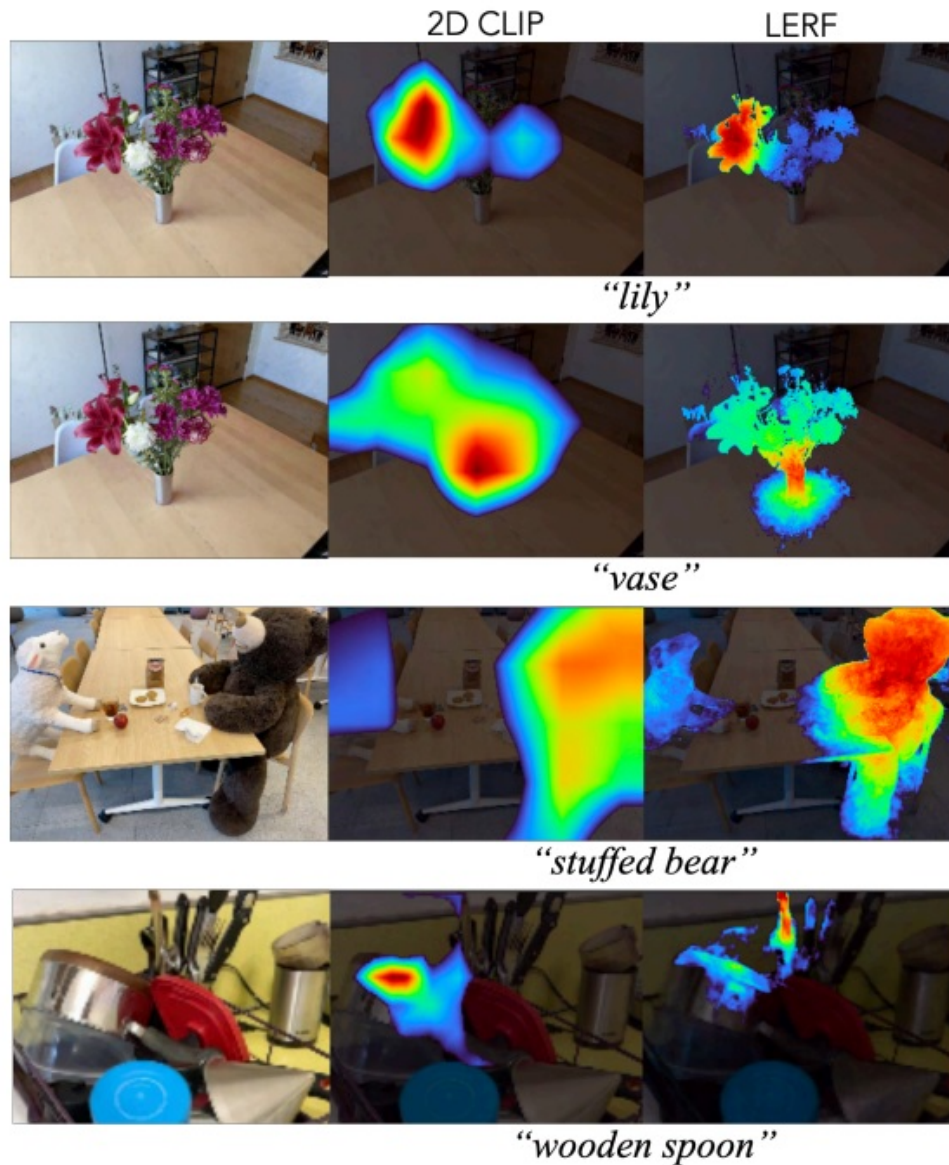 2D CLIP LERF
“lily”
“vase”
“stuffed bear”
“wooden spoon”